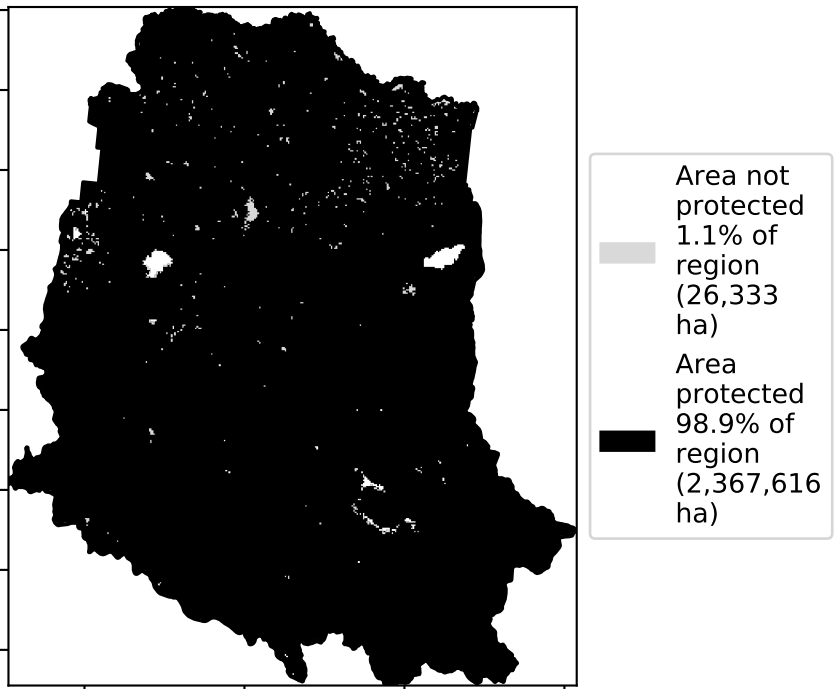 Area not
protected
1.1% of
region
(26,333
ha)
Area
protected
98.9% of
region
(2,367,616
ha)